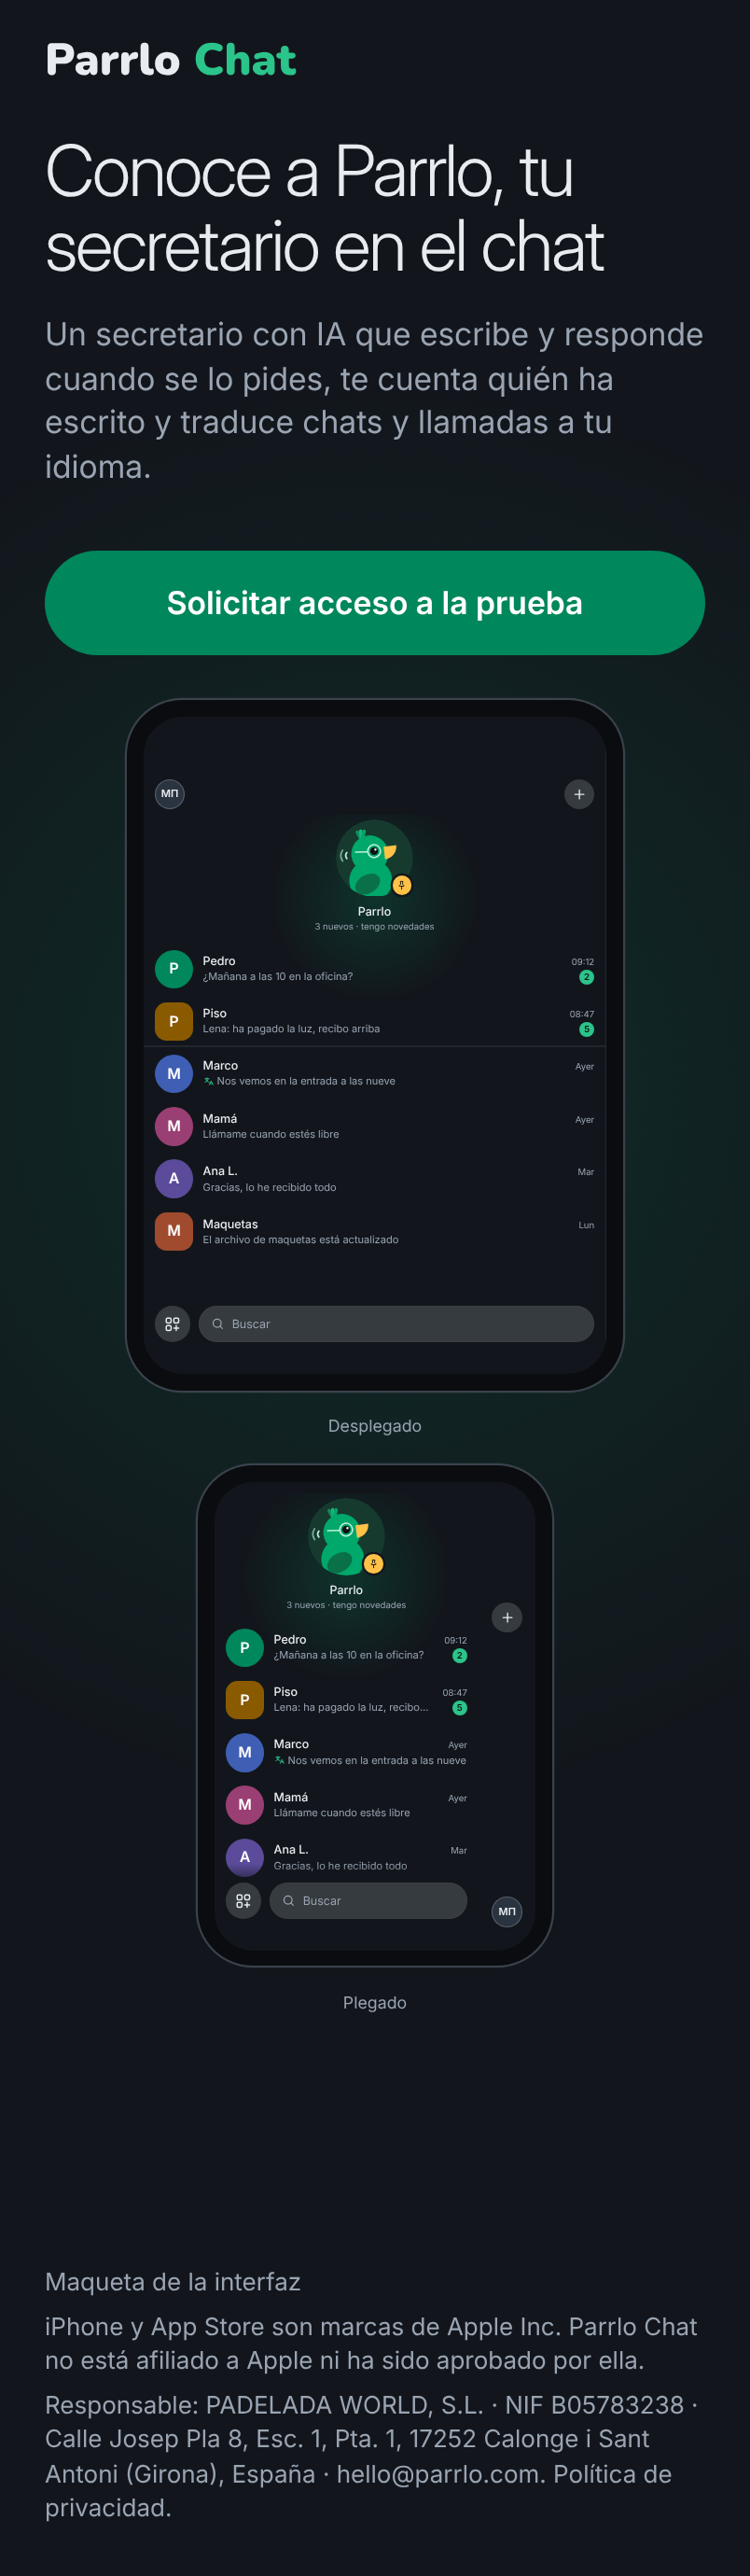 Parrlo Chat
Conoce a Parrlo, tu
secretario en el chat
Un secretario con IA que escribe y responde
cuando se lo pides, te cuenta quién ha
escrito y traduce chats y llamadas a tu
idioma.
Solicitar acceso a la prueba
МП
Parrlo
3 nuevos · tengo novedades
P
Pedro
09:12
¿Mañana a las 10 en la oficina?
2
P
Piso
08:47
Lena: ha pagado la luz, recibo arriba
5
M
Marco
Ayer
Nos vemos en la entrada a las nueve
M
Mamá
Ayer
Llámame cuando estés libre
A
Ana L.
Mar
Gracias, lo he recibido todo
M
Maquetas
Lun
El archivo de maquetas está actualizado
Buscar
Desplegado
Parrlo
3 nuevos · tengo novedades
P
Pedro
09:12
¿Mañana a las 10 en la oficina?
2
P
Piso
08:47
Lena: ha pagado la luz, recibo...
5
M
Marco
Ayer
Nos vemos en la entrada a las nueve
M
Mamá
Ayer
Llámame cuando estés libre
A
Ana L.
Mar
Gracias, lo he recibido todo
Buscar
МП
Plegado
Maqueta de la interfaz
iPhone y App Store son marcas de Apple Inc. Parrlo Chat
no está afiliado a Apple ni ha sido aprobado por ella.
Responsable: PADELADA WORLD, S.L. · NIF B05783238 ·
Calle Josep Pla 8, Esc. 1, Pta. 1, 17252 Calonge i Sant
Antoni (Girona), España · hello@parrlo.com. Política de
privacidad.